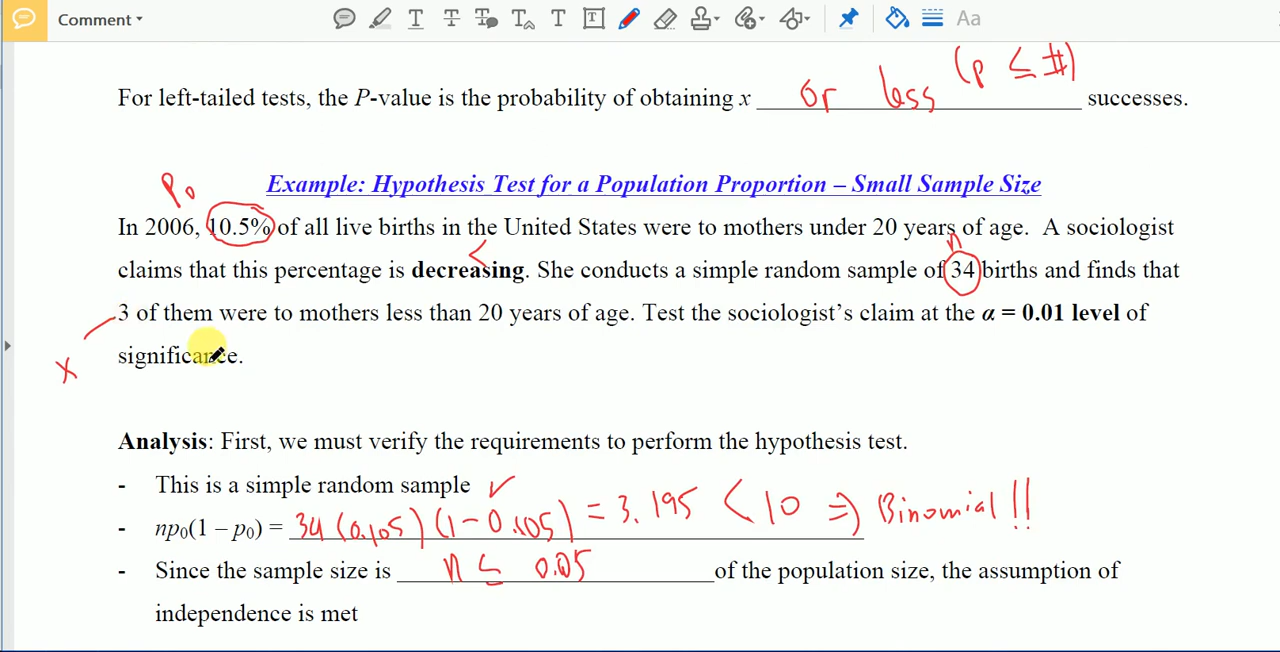 Comment
T T T T T T Aa
(p ≤ #)
For left-tailed tests, the P-value is the probability of obtaining x or less successes.
p₀
Example: Hypothesis Test for a Population Proportion – Small Sample Size
In 2006, 10.5% of all live births in the United States were to mothers under 20 years of age. A sociologist
< n
claims that this percentage is decreasing. She conducts a simple random sample of 34 births and finds that
3 of them were to mothers less than 20 years of age. Test the sociologist's claim at the α = 0.01 level of
x significance.
Analysis: First, we must verify the requirements to perform the hypothesis test.
- This is a simple random sample ✓
- np₀(1 – p₀) = 34 (0.105) (1-0.105) = 3.195 < 10 => Binomial !!
- Since the sample size is n ≤ 0.05 of the population size, the assumption of
independence is met